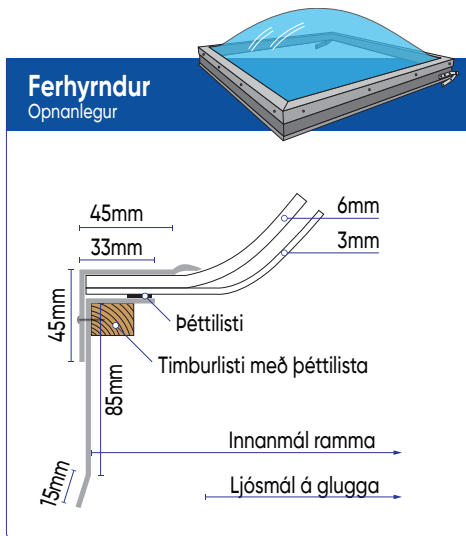 Ferhyrndur
Opnanlegur
45mm
33mm
6mm
3mm
45mm
Þéttilisti
Timburlisti með þéttilista
85mm
Innanmál ramma
15mm
Ljósmál á glugga